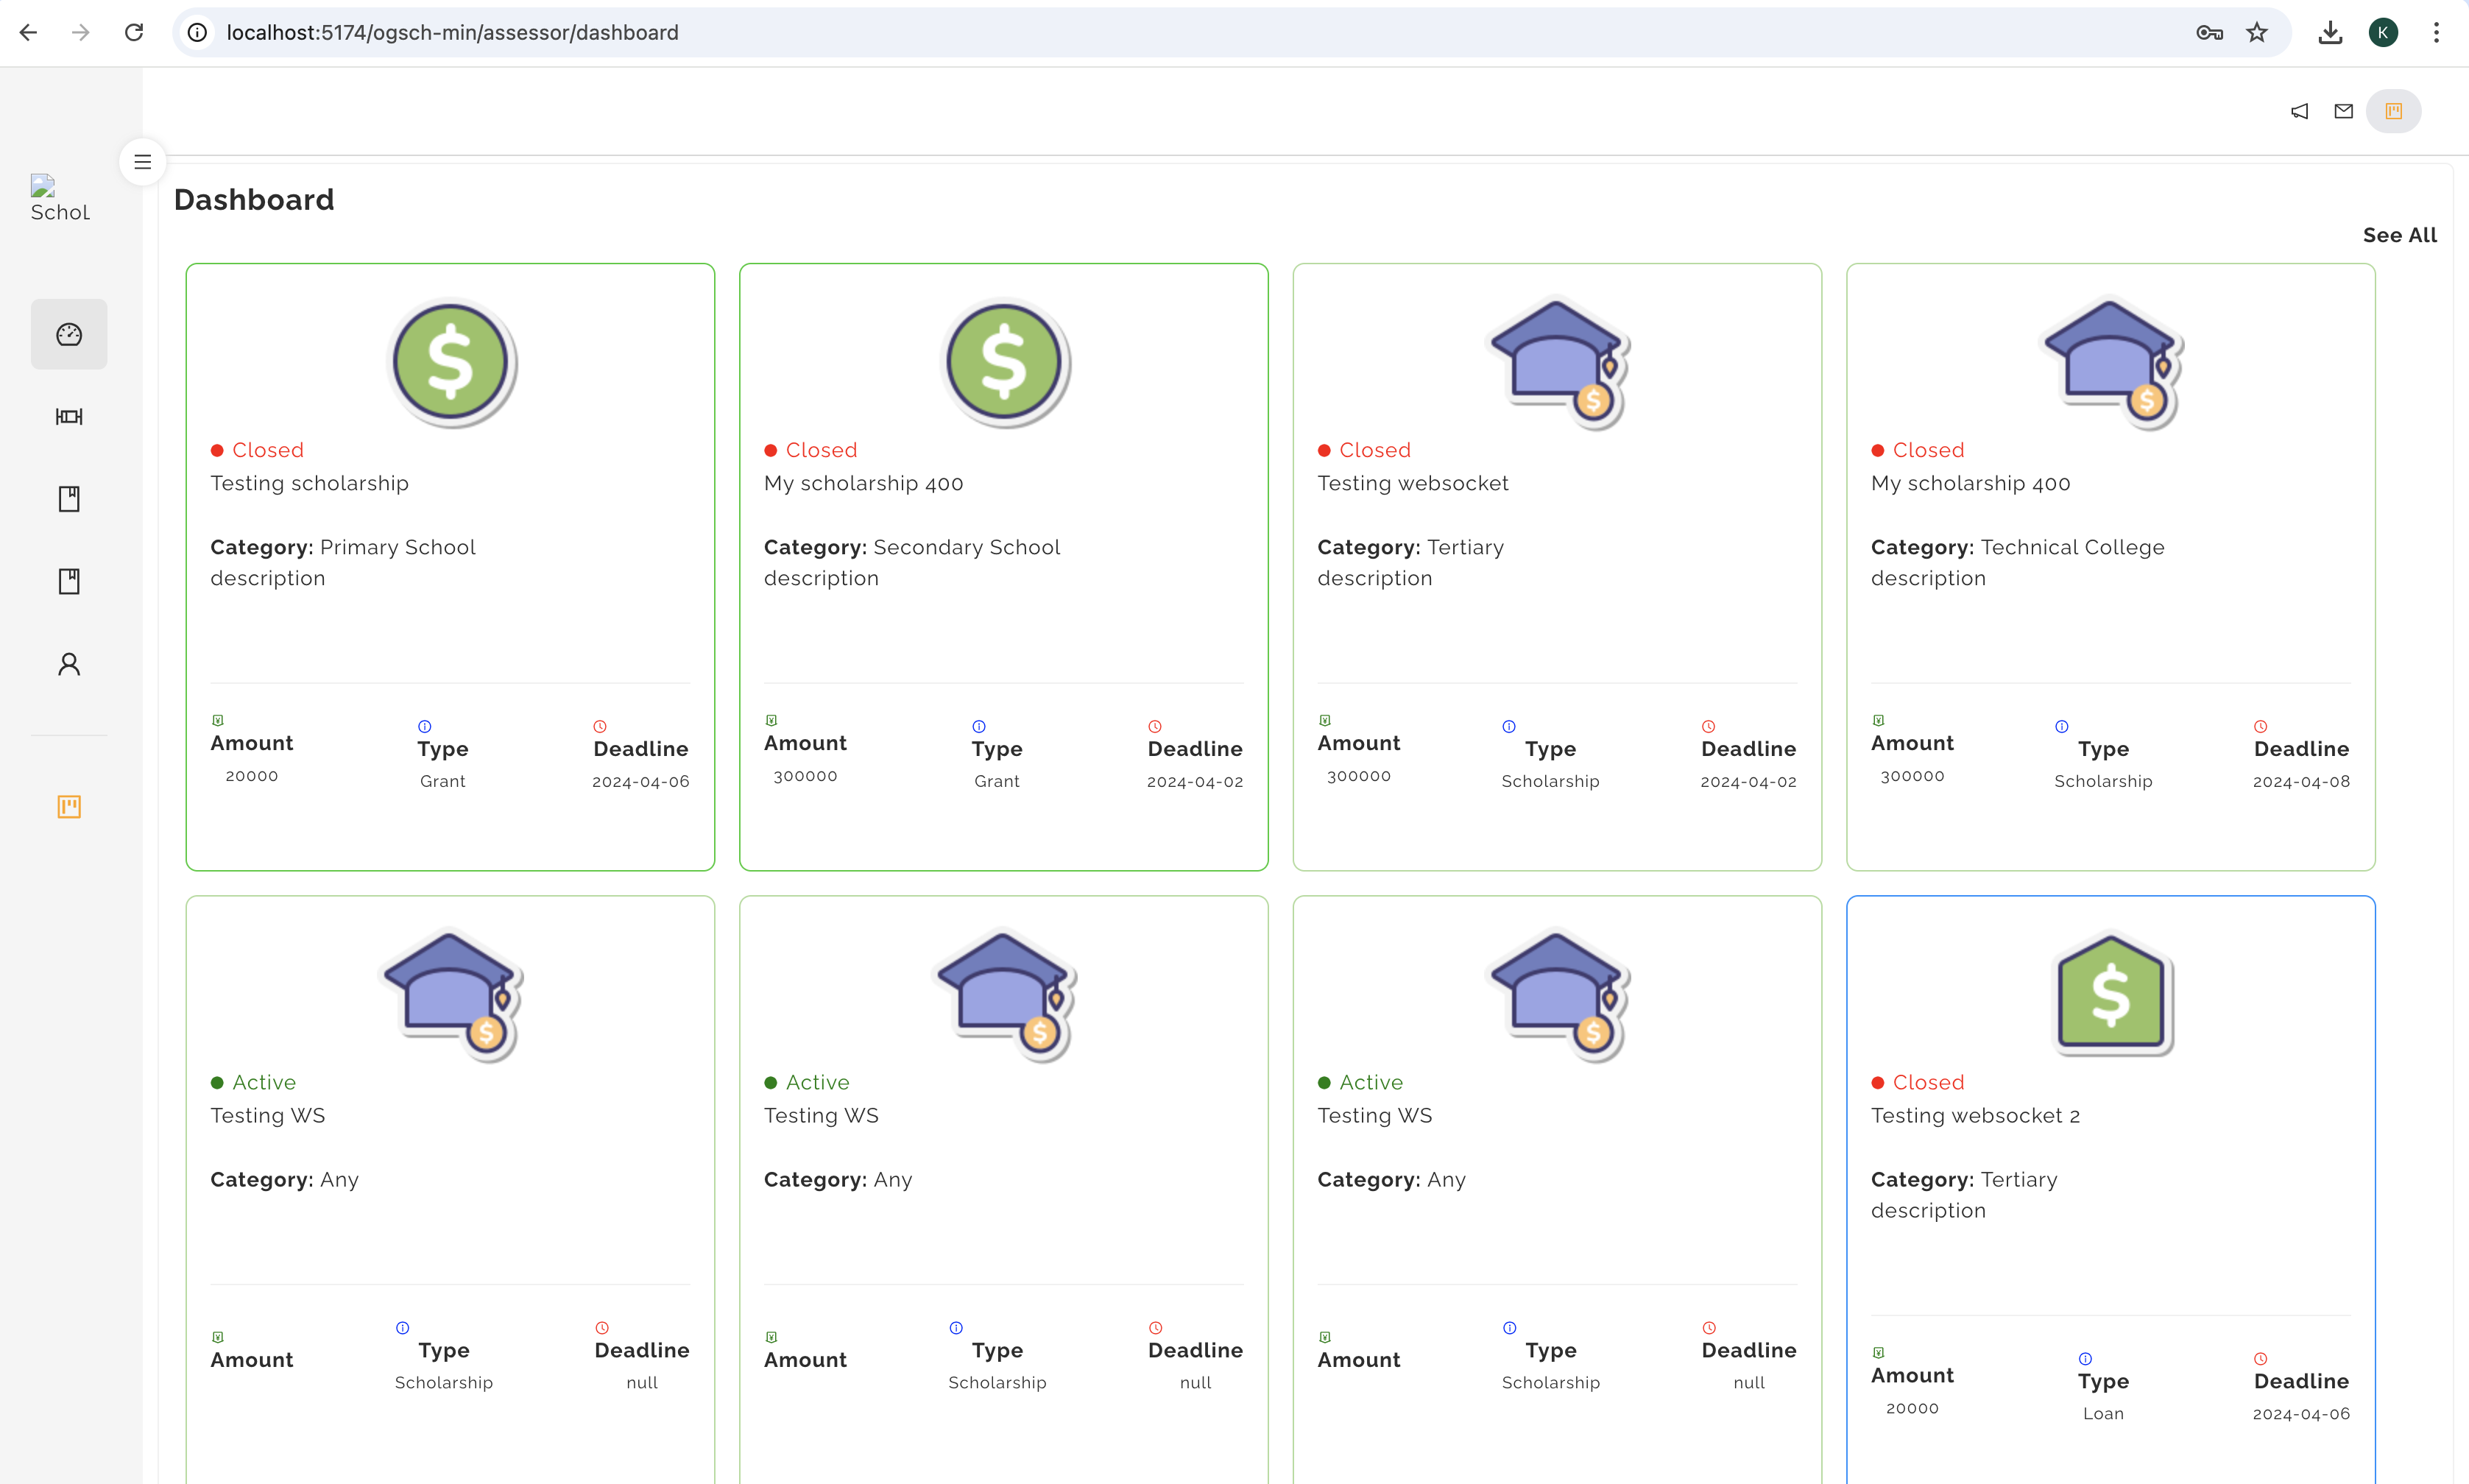 localhost:5174/ogsch-min/assessor/dashboard
K
Schol
Dashboard
See All
Closed
Testing scholarship
Category: Primary School
description
Amount
20000
Type
Grant
Deadline
2024-04-06
Closed
My scholarship 400
Category: Secondary School
description
Amount
300000
Type
Grant
Deadline
2024-04-02
Closed
Testing websocket
Category: Tertiary
description
Amount
300000
Type
Scholarship
Deadline
2024-04-02
Closed
My scholarship 400
Category: Technical College
description
Amount
300000
Type
Scholarship
Deadline
2024-04-08
Active
Testing WS
Category: Any
Amount
Type
Scholarship
Deadline
null
Active
Testing WS
Category: Any
Amount
Type
Scholarship
Deadline
null
Active
Testing WS
Category: Any
Amount
Type
Scholarship
Deadline
null
Closed
Testing websocket 2
Category: Tertiary
description
Amount
20000
Type
Loan
Deadline
2024-04-06